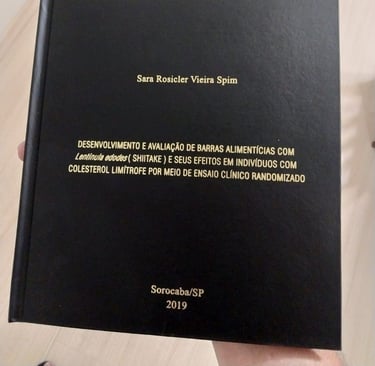 Sara Rosicler Vieira Spim
DESENVOLVIMENTO E AVALIAÇÃO DE BARRAS ALIMENTÍCIAS COM
Lentinula edodes ( SHIITAKE ) E SEUS EFEITOS EM INDIVÍDUOS COM
COLESTEROL LIMÍTROFE POR MEIO DE ENSAIO CLÍNICO RANDOMIZADO
Sorocaba/SP
2019